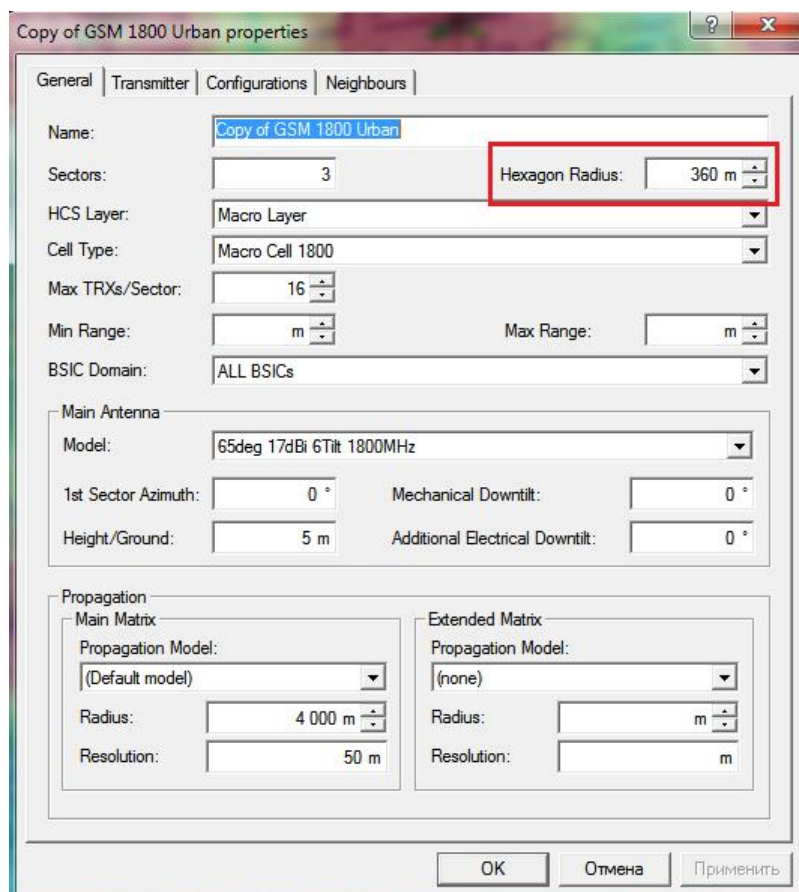 Copy of GSM 1800 Urban properties
General Transmitter Configurations Neighbours
Name: Copy of GSM 1800 Urban
Sectors: 3 Hexagon Radius: 360 m
HCS Layer: Macro Layer
Cell Type: Macro Cell 1800
Max TRXs/Sector: 16
Min Range: m Max Range: m
BSIC Domain: ALL BSICs
Main Antenna
Model: 65deg 17dBi 6Tilt 1800MHz
1st Sector Azimuth: 0 ° Mechanical Downtilt: 0 °
Height/Ground: 5 m Additional Electrical Downtilt: 0 °
Propagation
Main Matrix Extended Matrix
Propagation Model: Propagation Model:
(Default model) (none)
Radius: 4 000 m Radius: m
Resolution: 50 m Resolution: m
OK Отмена Применить